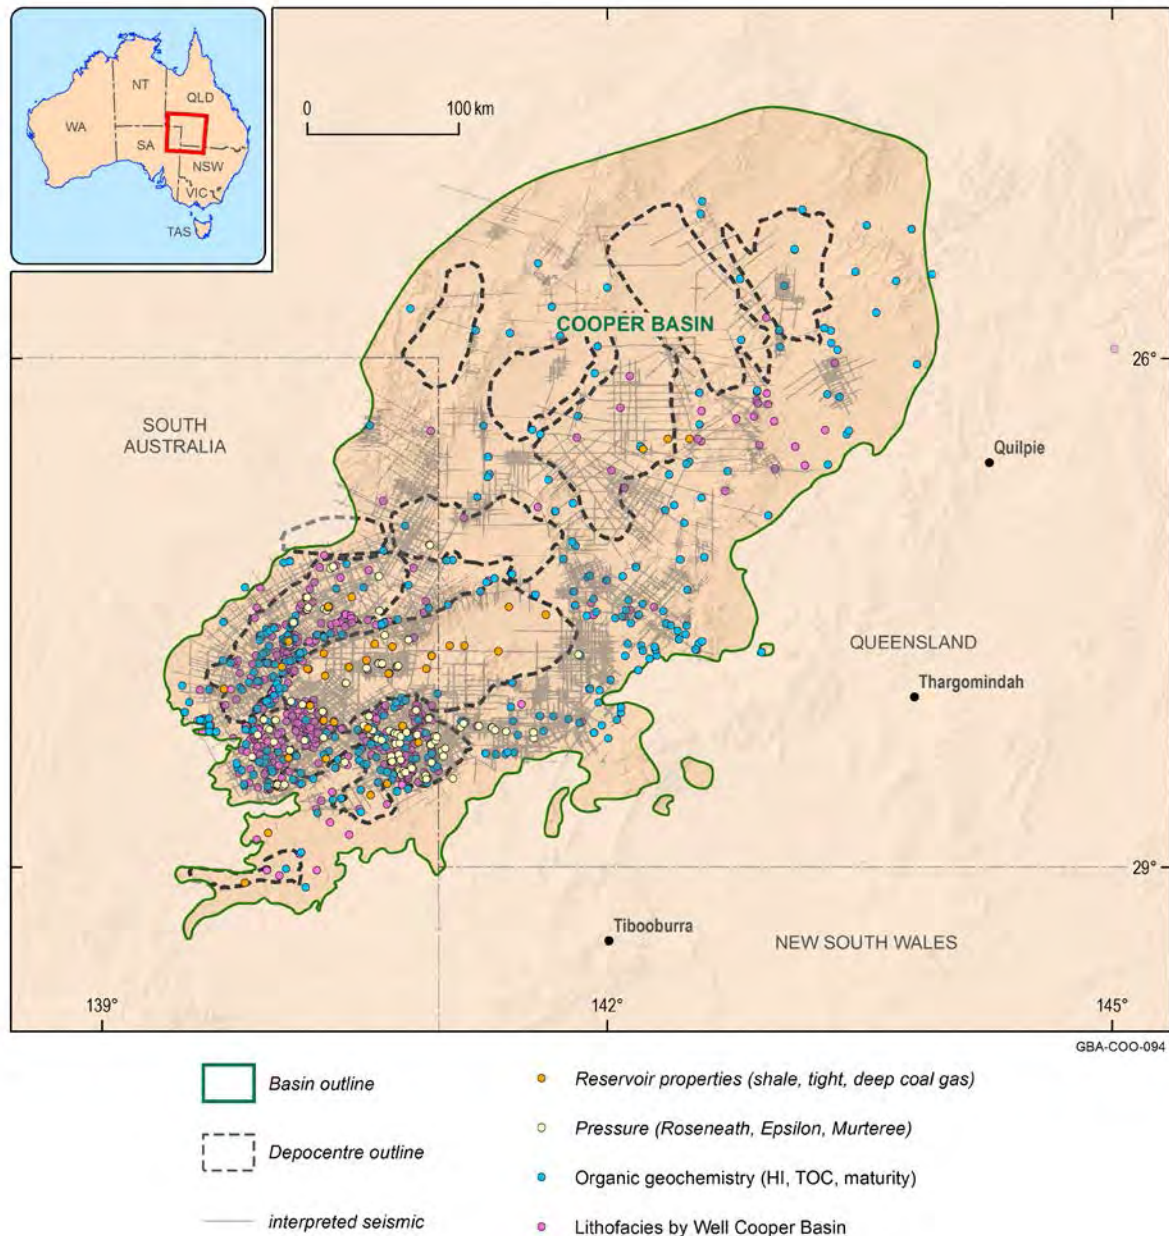 NT
QLD
WA
SA
NSW
VIC
TAS
0 100 km
COOPER BASIN
26°
SOUTH
AUSTRALIA
Quilpie
QUEENSLAND
Thargomindah
29°
Tibooburra
NEW SOUTH WALES
139° 142° 145°
GBA-COO-094
Basin outline
Depocentre outline
interpreted seismic
Reservoir properties (shale, tight, deep coal gas)
Pressure (Roseneath, Epsilon, Murteree)
Organic geochemistry (HI, TOC, maturity)
Lithofacies by Well Cooper Basin